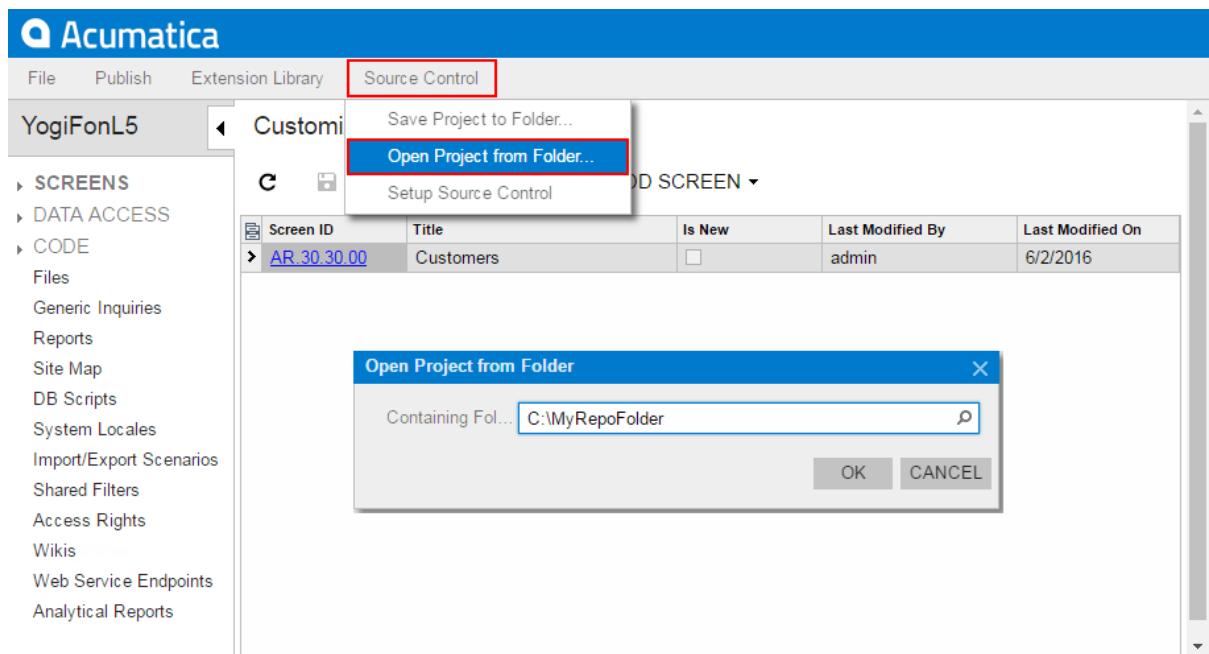 Acumatica
File Publish Extension Library Source Control
YogiFonL5
Customi
Save Project to Folder...
Open Project from Folder...
Setup Source Control
DD SCREEN
SCREENS
DATA ACCESS
CODE
Files
Generic Inquiries
Reports
Site Map
DB Scripts
System Locales
Import/Export Scenarios
Shared Filters
Access Rights
Wikis
Web Service Endpoints
Analytical Reports
Screen ID Title Is New Last Modified By Last Modified On
AR.30.30.00 Customers admin 6/2/2016
Open Project from Folder
Containing Fol... C:\MyRepoFolder
OK CANCEL